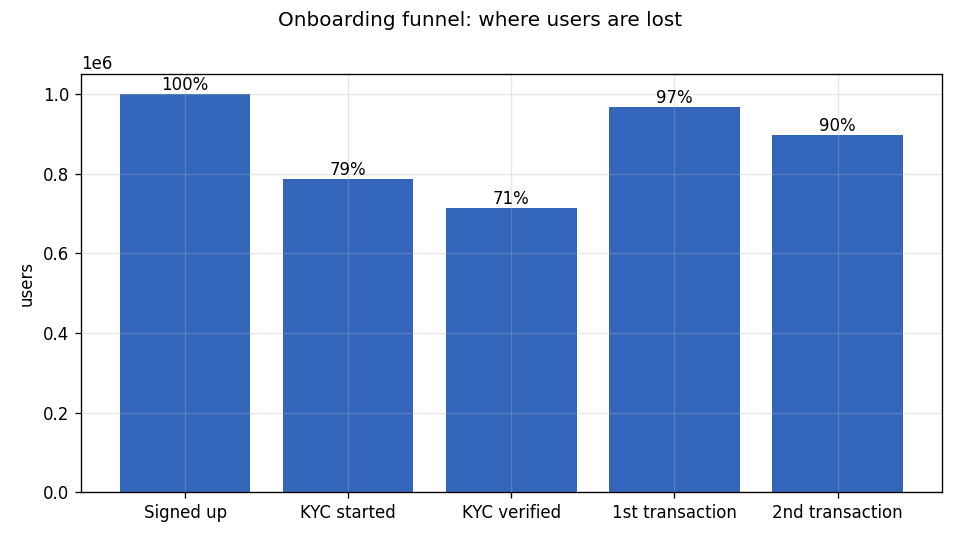 Onboarding funnel: where users are lost
1e6
100%
79%
71%
97%
90%
1.0
0.8
0.6
0.4
0.2
0.0
users
Signed up
KYC started
KYC verified
1st transaction
2nd transaction